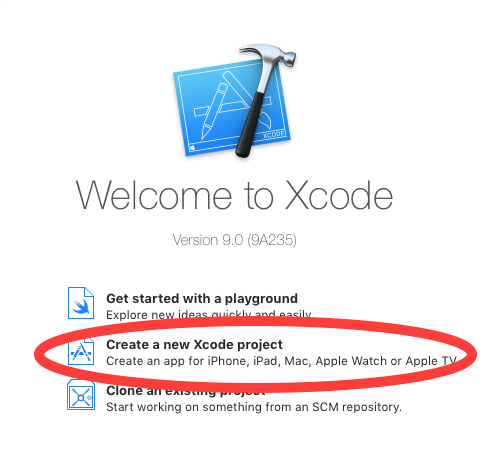 XCODE
Welcome to Xcode
Version 9.0 (9A235)
Get started with a playground
Explore new ideas quickly and easily.
Create a new Xcode project
Create an app for iPhone, iPad, Mac, Apple Watch or Apple TV.
Clone an existing project
Start working on something from an SCM repository.